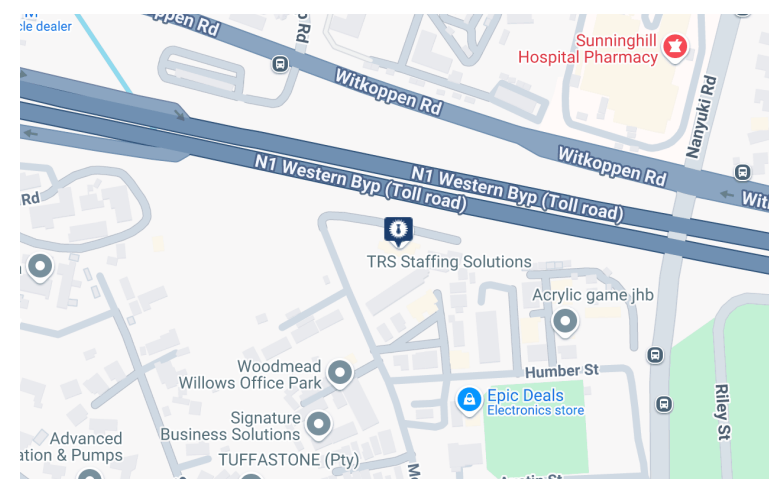 cle dealer
Rd
Witkoppen Rd
Sunninghill
Hospital Pharmacy
Nanyuki Rd
Witkoppen Rd
N1 Western Byp (Toll road)
N1 Western Byp (Toll road)
Rd
TRS Staffing Solutions
Acrylic game jhb
Woodmead
Willows Office Park
Humber St
Epic Deals
Electronics store
Riley St
Signature
Business Solutions
Advanced
ation & Pumps
TUFFASTONE (Pty)